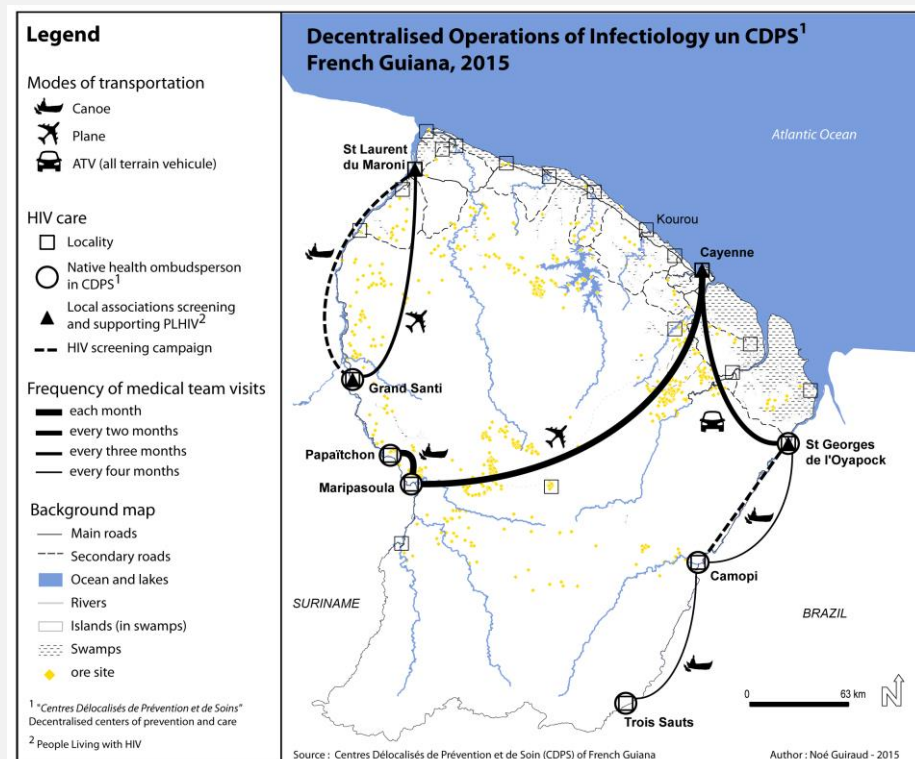 Legend
Modes of transportation
Canoe
Plane
ATV (all terrain vehicule)
HIV care
Locality
Native health ombudsperson
in CDPS1
Local associations screening
and supporting PLHIV2
HIV screening campaign
Frequency of medical team visits
each month
every two months
every three months
every four months
Background map
Main roads
Secondary roads
Ocean and lakes
Rivers
Islands (in swamps)
Swamps
ore site
1 "Centres Délocalisés de Prévention et de Soins"
Decentralised centers of prevention and care
2 People Living with HIV
Decentralised Operations of Infectiology un CDPS1
French Guiana, 2015
Atlantic Ocean
St Laurent
du Maroni
Kourou
Cayenne
Grand Santi
Papaïtchon
Maripasoula
St Georges
de l'Oyapock
Camopi
SURINAME
BRAZIL
Trois Sauts
0 63 km
N
Source : Centres Délocalisés de Prévention et de Soin (CDPS) of French Guiana
Author : Noé Guiraud - 2015